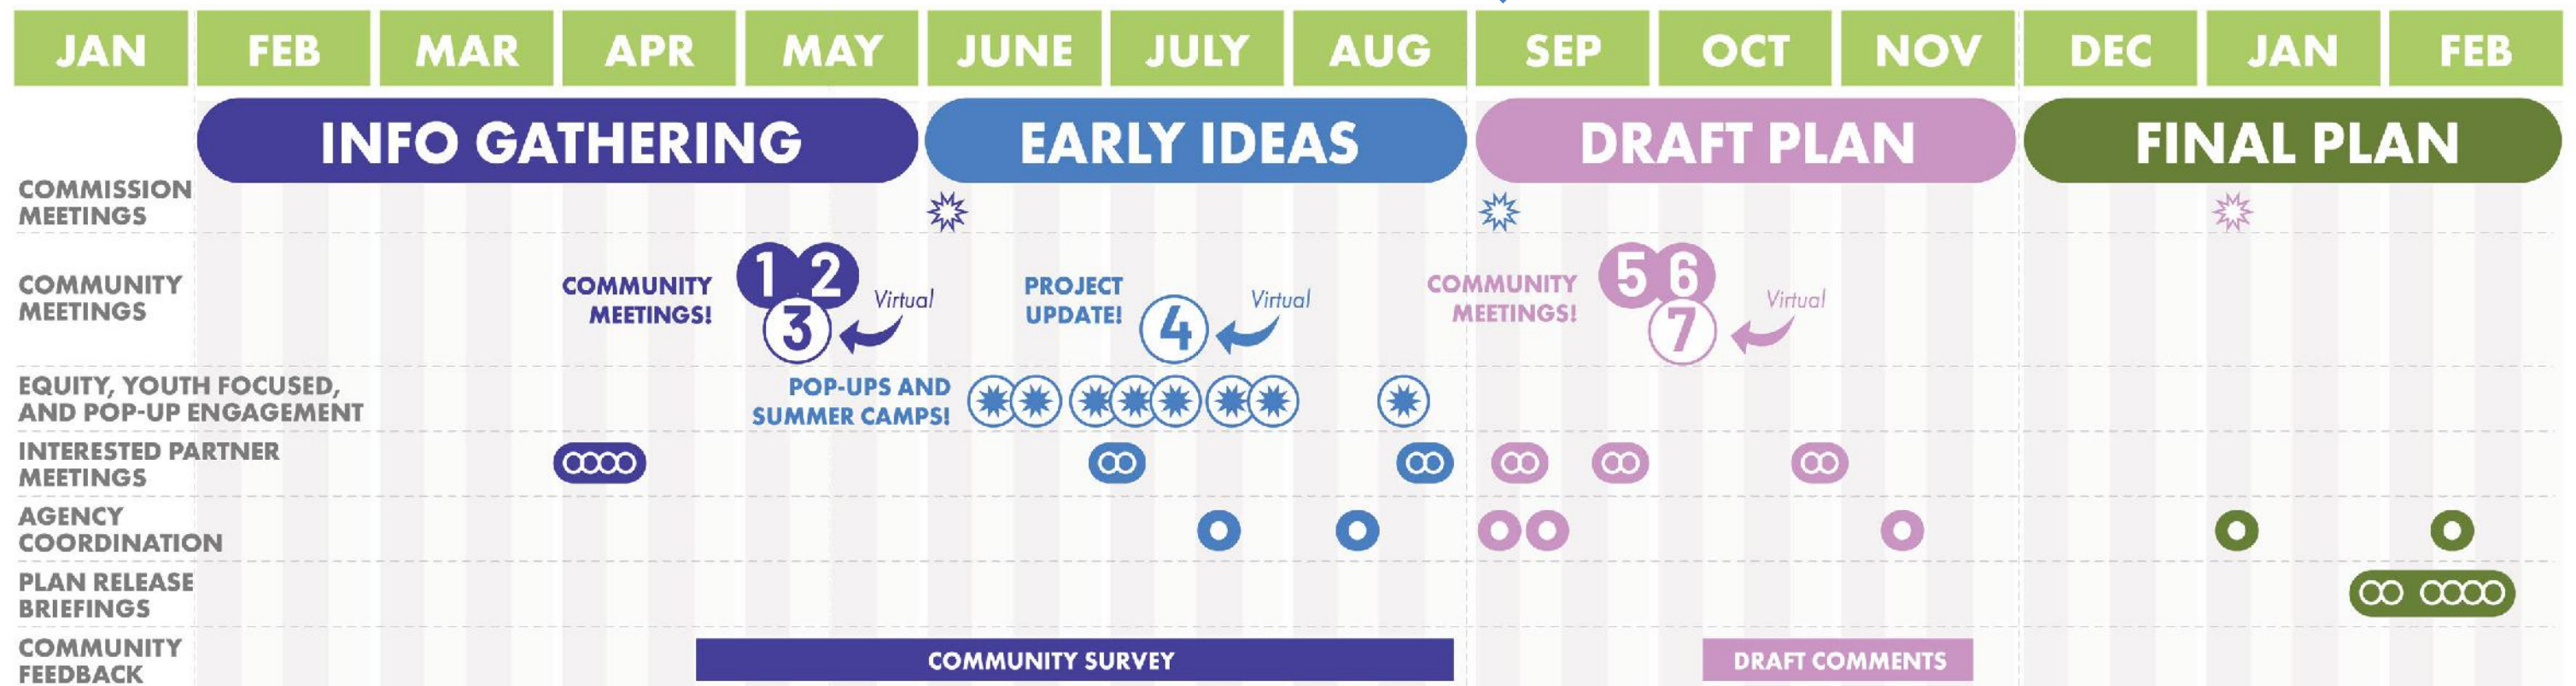 JAN FEB MAR APR MAY JUNE JULY AUG SEP OCT NOV DEC JAN FEB
INFO GATHERING EARLY IDEAS DRAFT PLAN FINAL PLAN
COMMISSION
MEETINGS
COMMUNITY
MEETINGS
COMMUNITY
MEETINGS!
1 2
3
Virtual
PROJECT
UPDATE!
4
Virtual
COMMUNITY
MEETINGS!
5 6
7
Virtual
EQUITY, YOUTH FOCUSED,
AND POP-UP ENGAGEMENT
POP-UPS AND
SUMMER CAMPS!
INTERESTED PARTNER
MEETINGS
AGENCY
COORDINATION
PLAN RELEASE
BRIEFINGS
COMMUNITY
FEEDBACK
COMMUNITY SURVEY
DRAFT COMMENTS